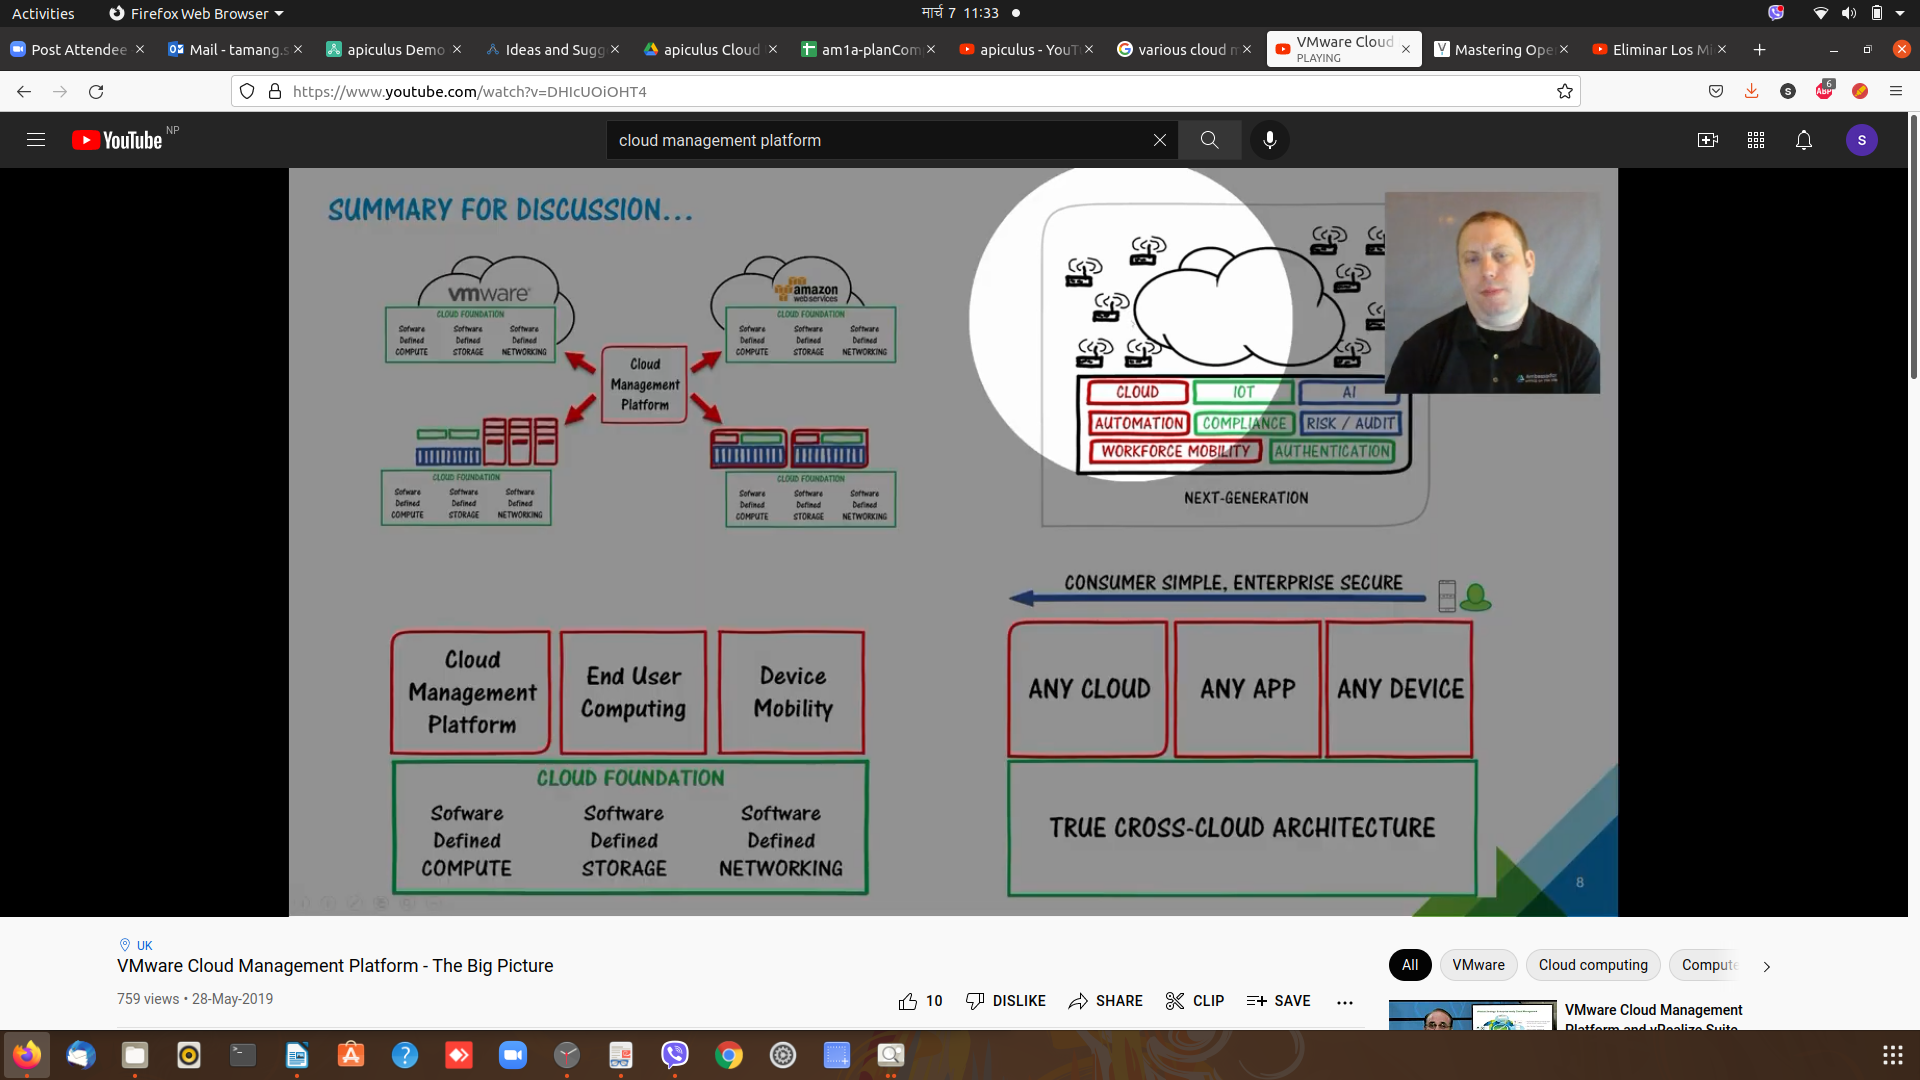 Activities
Firefox Web Browser
मार्च 7 11:33
Post Attendee
Mail - tamang.s
apiculus Demo
Ideas and Sugg
apiculus Cloud
am1a-planCom
apiculus - YouT
various cloud m
VMware Cloud
PLAYING
Mastering Ope
Eliminar Los Mi
https://www.youtube.com/watch?v=DHIcUOiOHT4
S
ABP
6
YouTube
NP
cloud management platform
S
SUMMARY FOR DISCUSSION...
vmware
CLOUD FOUNDATION
Sofware Software Software
Defined Defined Defined
COMPUTE STORAGE NETWORKING
amazon
webservices
CLOUD FOUNDATION
Sofware Software Software
Defined Defined Defined
COMPUTE STORAGE NETWORKING
Cloud
Management
Platform
CLOUD FOUNDATION
Sofware Software Software
Defined Defined Defined
COMPUTE STORAGE NETWORKING
CLOUD FOUNDATION
Sofware Software Software
Defined Defined Defined
COMPUTE STORAGE NETWORKING
CLOUD IOT AI
AUTOMATION COMPLIANCE RISK / AUDIT
WORKFORCE MOBILITY AUTHENTICATION
NEXT-GENERATION
Cloud
Management
Platform
End User
Computing
Device
Mobility
CLOUD FOUNDATION
Sofware Software Software
Defined Defined Defined
COMPUTE STORAGE NETWORKING
CONSUMER SIMPLE, ENTERPRISE SECURE
ANY CLOUD ANY APP ANY DEVICE
TRUE CROSS-CLOUD ARCHITECTURE
8
UK
VMware Cloud Management Platform - The Big Picture
759 views • 28-May-2019
10 DISLIKE SHARE CLIP SAVE
All VMware Cloud computing Compute
VMware Cloud Management
Platform and vRealize Suite